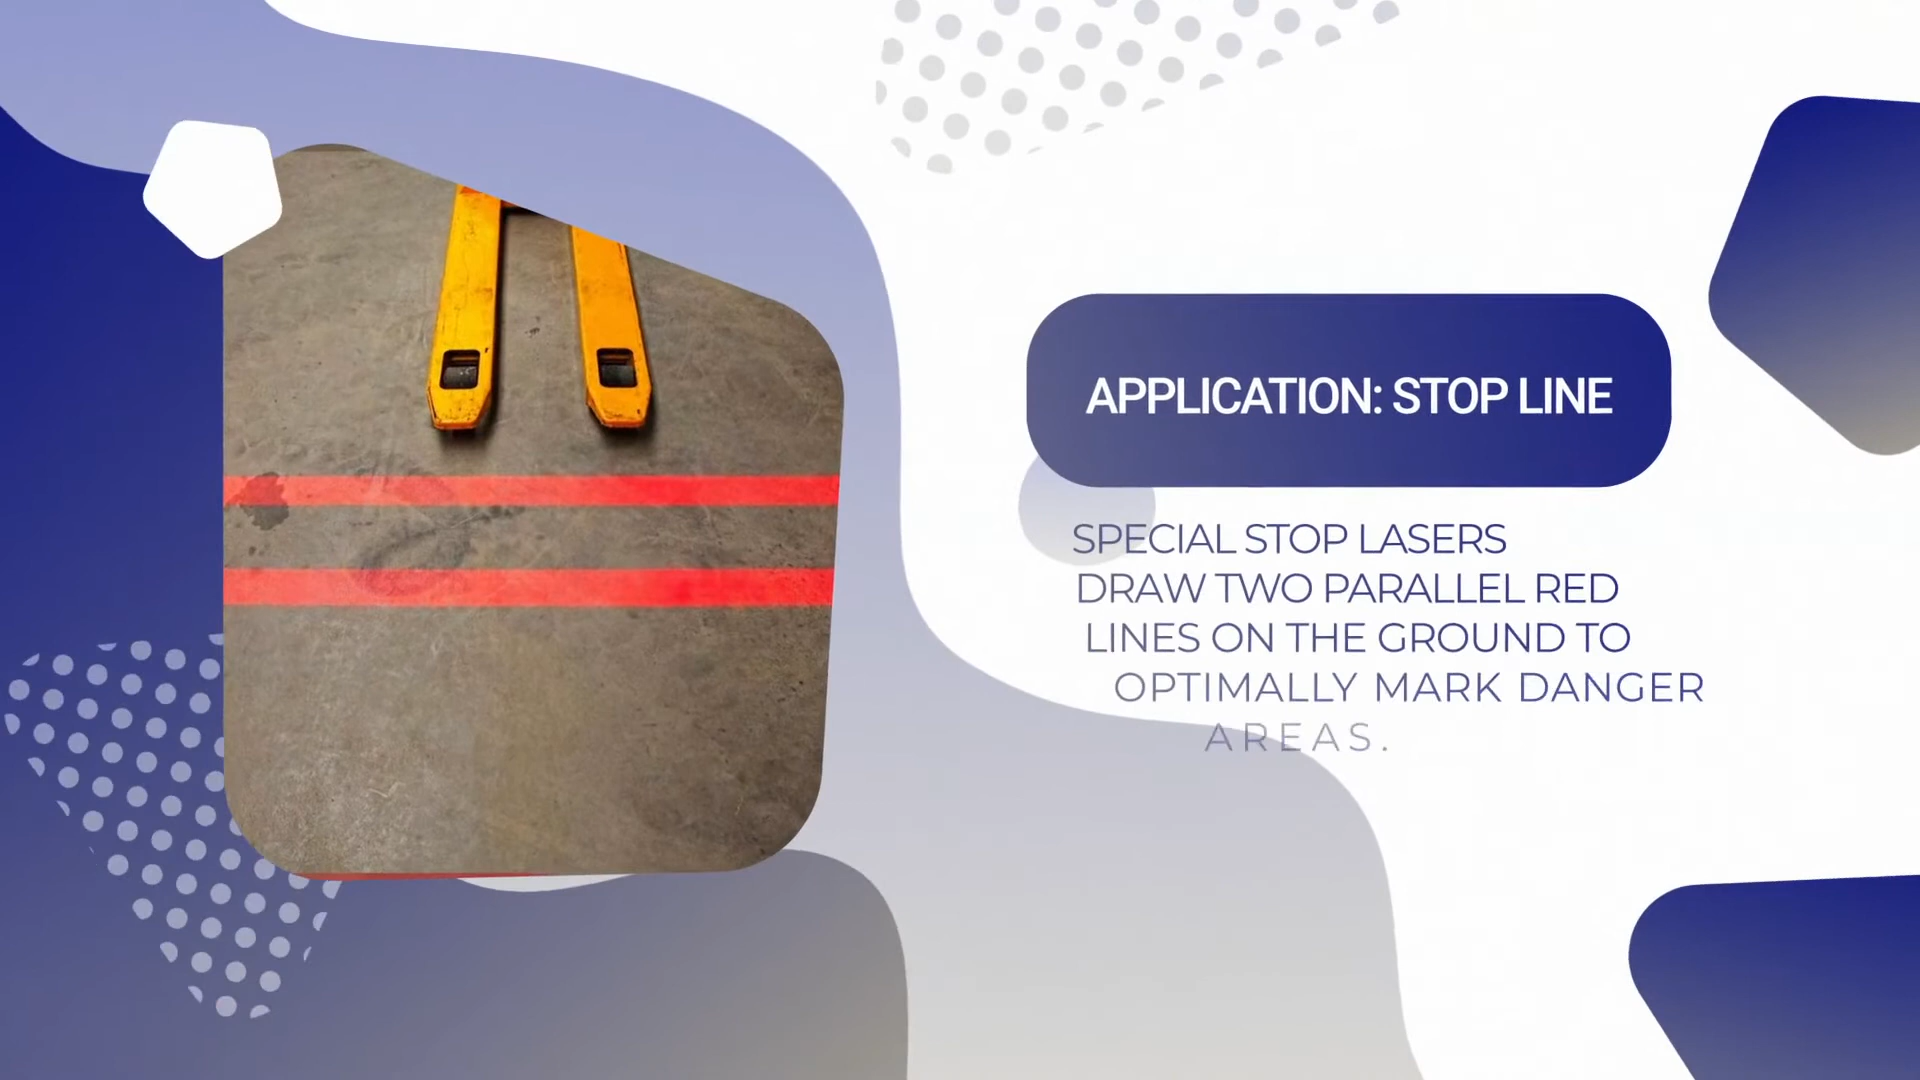 APPLICATION: STOP LINE
SPECIAL STOP LASERS
DRAW TWO PARALLEL RED
LINES ON THE GROUND TO
OPTIMALLY MARK DANGER
AREAS.